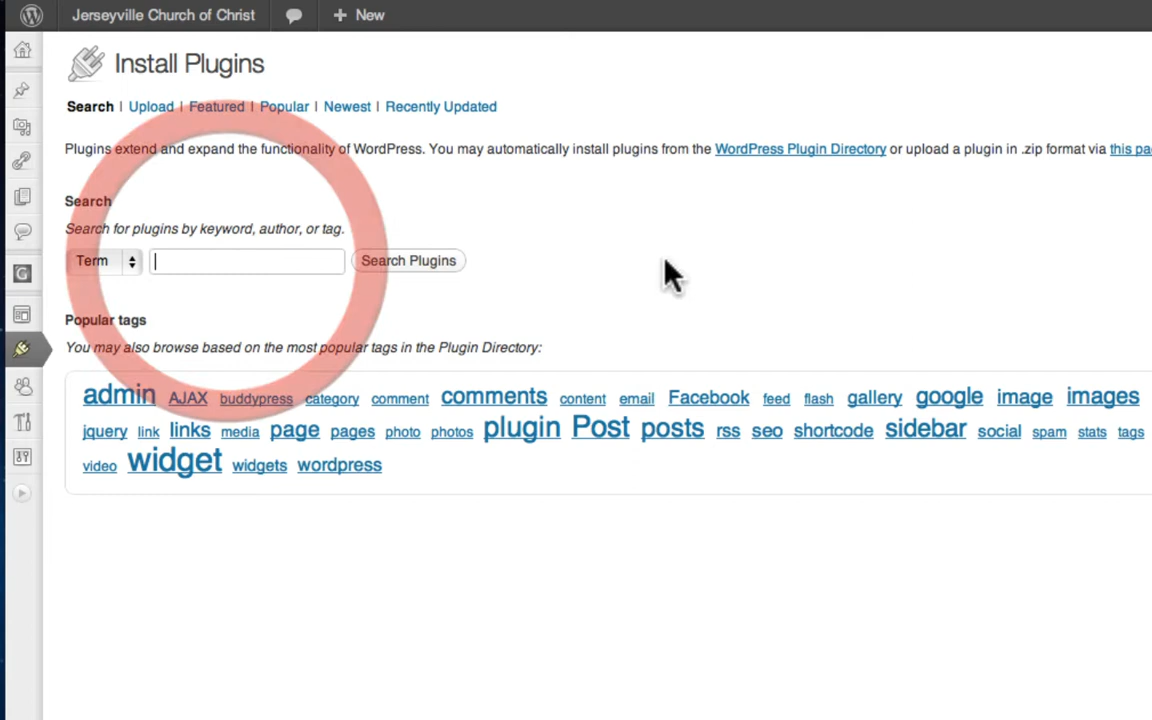 Jerseyville Church of Christ + New
Install Plugins
Search | Upload | Featured | Popular | Newest | Recently Updated
Plugins extend and expand the functionality of WordPress. You may automatically install plugins from the WordPress Plugin Directory or upload a plugin in .zip format via this pa
Search
Search for plugins by keyword, author, or tag.
Term Search Plugins
Popular tags
You may also browse based on the most popular tags in the Plugin Directory:
admin AJAX buddypress category comment comments content email Facebook feed flash gallery google image images
jquery link links media page pages photo photos plugin Post posts rss seo shortcode sidebar social spam stats tags
video widget widgets wordpress